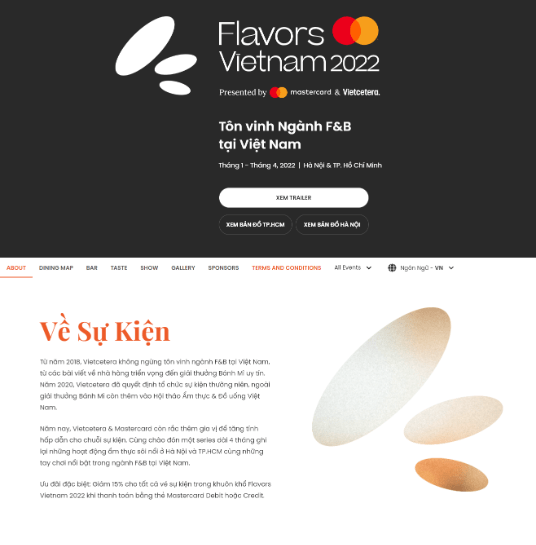 Flavors
Vietnam 2022
Presented by mastercard & Vietcetera.
Tôn vinh Ngành F&B
tại Việt Nam
Tháng 1 - Tháng 4, 2022 | Hà Nội & TP. Hồ Chí Minh
XEM TRAILER
XEM BẢN ĐỒ TP.HCM XEM BẢN ĐỒ HÀ NỘI
ABOUT DINING MAP BAR TASTE SHOW GALLERY SPONSORS TERMS AND CONDITIONS All Events Ngôn Ngữ - VN
Về Sự Kiện
Từ năm 2018, Vietcetera không ngừng tôn vinh ngành F&B tại Việt Nam,
từ các bài viết về nhà hàng triển vọng đến giải thưởng Bánh Mì uy tín.
Năm 2020, Vietcetera đã quyết định tổ chức sự kiện thường niên, ngoài
giải thưởng Bánh Mì còn thêm vào Hội thảo Ẩm thực & Đồ uống Việt
Nam.
Năm nay, Vietcetera & Mastercard còn rắc thêm gia vị để tăng tính
hấp dẫn cho chuỗi sự kiện. Cùng chào đón một series dài 4 tháng ghi
lại những hoạt động ẩm thực sôi nổi ở Hà Nội và TP.HCM cùng những
tay chơi nổi bật trong ngành F&B tại Việt Nam.
Ưu đãi đặc biệt: Giảm 15% cho tất cả vé sự kiện trong khuôn khổ Flavors
Vietnam 2022 khi thanh toán bằng thẻ Mastercard Debit hoặc Credit.